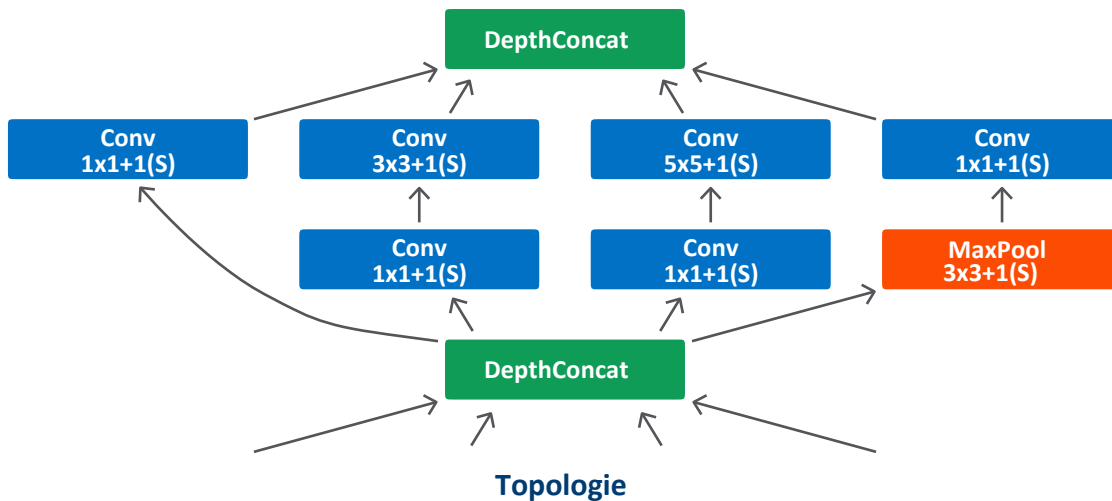 DepthConcat
Conv
1x1+1(S)
Conv
3x3+1(S)
Conv
5x5+1(S)
Conv
1x1+1(S)
Conv
1x1+1(S)
Conv
1x1+1(S)
MaxPool
3x3+1(S)
DepthConcat
Topologie